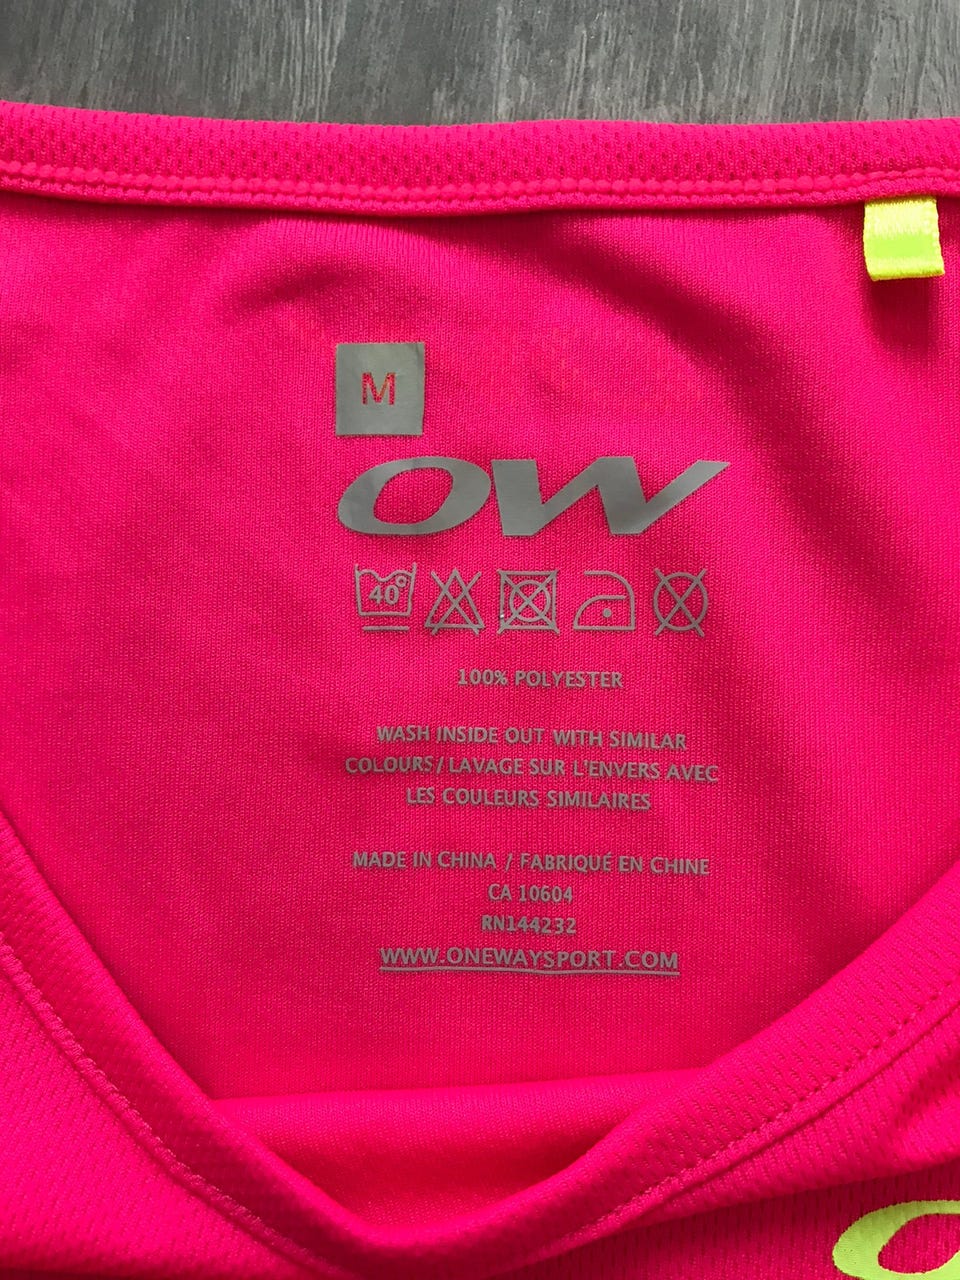 M
OW
40°
100% POLYESTER
WASH INSIDE OUT WITH SIMILAR
COLOURS/LAVAGE SUR L'ENVERS AVEC
LES COULEURS SIMILAIRES
MADE IN CHINA / FABRIQUÉ EN CHINE
CA 10604
RN144232
WWW.ONEWAYSPORT.COM